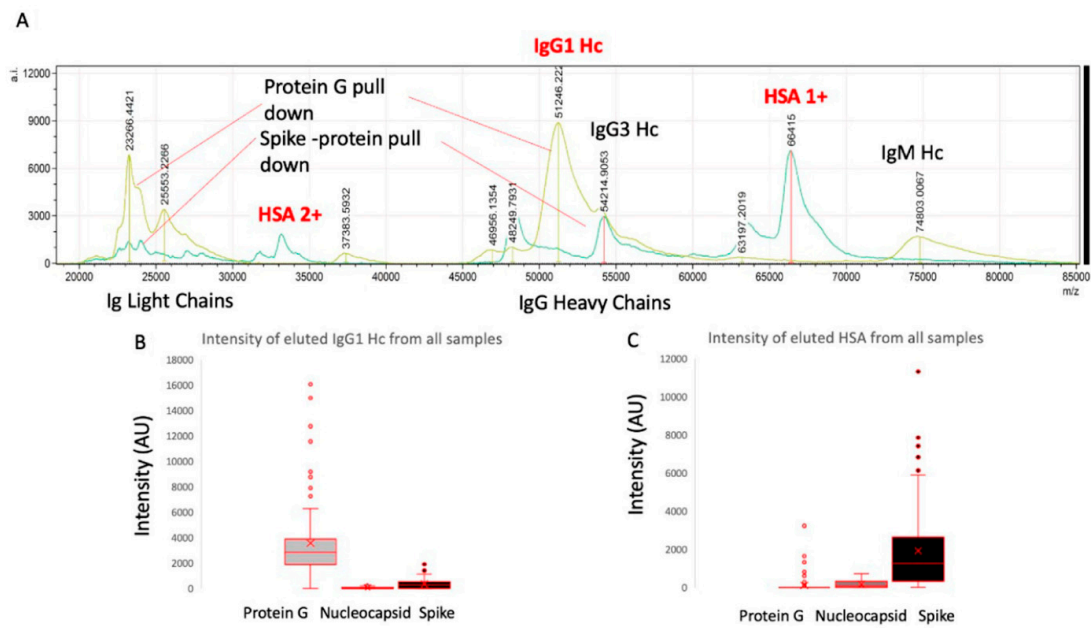 A
IgG1 Hc
a.i.
12000
9000
6000
3000
0
23266.4421
25553.2266
37383.5932
46956.1354
48249.7931
51246.222
54214.9053
63197.2019
66415
74803.0067
Protein G pull
down
Spike -protein pull
down
HSA 2+
IgG3 Hc
HSA 1+
IgM Hc
20000 25000 30000 35000 40000 45000 50000 55000 60000 65000 70000 75000 80000 85000
m/z
Ig Light Chains
IgG Heavy Chains
B
Intensity of eluted IgG1 Hc from all samples
Intensity (AU)
18000
16000
14000
12000
10000
8000
6000
4000
2000
0
Protein G Nucleocapsid Spike
C
Intensity of eluted HSA from all samples
Intensity (AU)
12000
10000
8000
6000
4000
2000
0
Protein G Nucleocapsid Spike